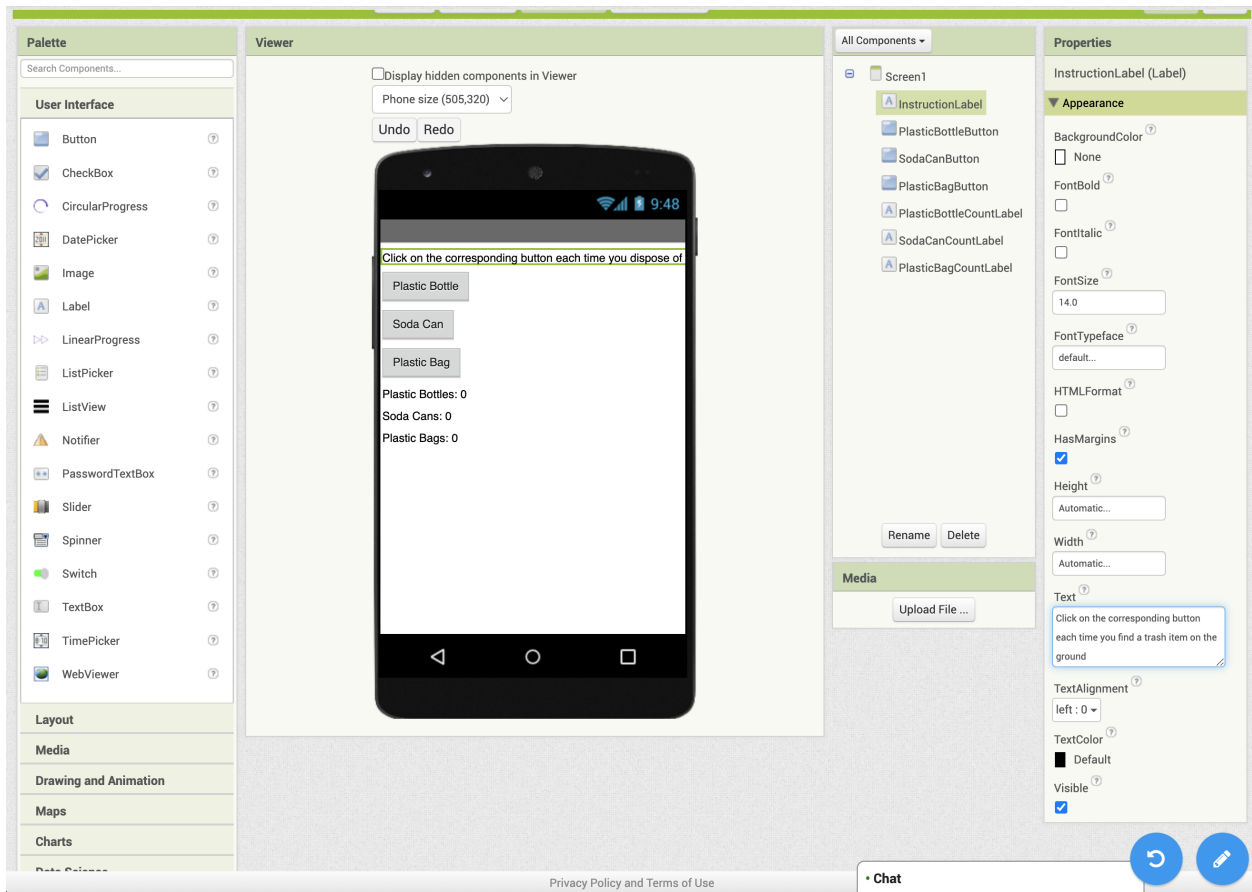 Palette
Search Components...
User Interface
Button
CheckBox
CircularProgress
DatePicker
Image
Label
LinearProgress
ListPicker
ListView
Notifier
PasswordTextBox
Slider
Spinner
Switch
TextBox
TimePicker
WebViewer
Layout
Media
Drawing and Animation
Maps
Charts
Data Science
Viewer
Display hidden components in Viewer
Phone size (505,320)
Undo Redo
9:48
Click on the corresponding button each time you dispose of
Plastic Bottle
Soda Can
Plastic Bag
Plastic Bottles: 0
Soda Cans: 0
Plastic Bags: 0
All Components
Screen1
InstructionLabel
PlasticBottleButton
SodaCanButton
PlasticBagButton
PlasticBottleCountLabel
SodaCanCountLabel
PlasticBagCountLabel
Rename Delete
Media
Upload File ...
Properties
InstructionLabel (Label)
Appearance
BackgroundColor
None
FontBold
FontItalic
FontSize
14.0
FontTypeface
default...
HTMLFormat
HasMargins
Height
Automatic...
Width
Automatic...
Text
Click on the corresponding button
each time you find a trash item on the
ground
TextAlignment
left : 0
TextColor
Default
Visible
Chat
Privacy Policy and Terms of Use